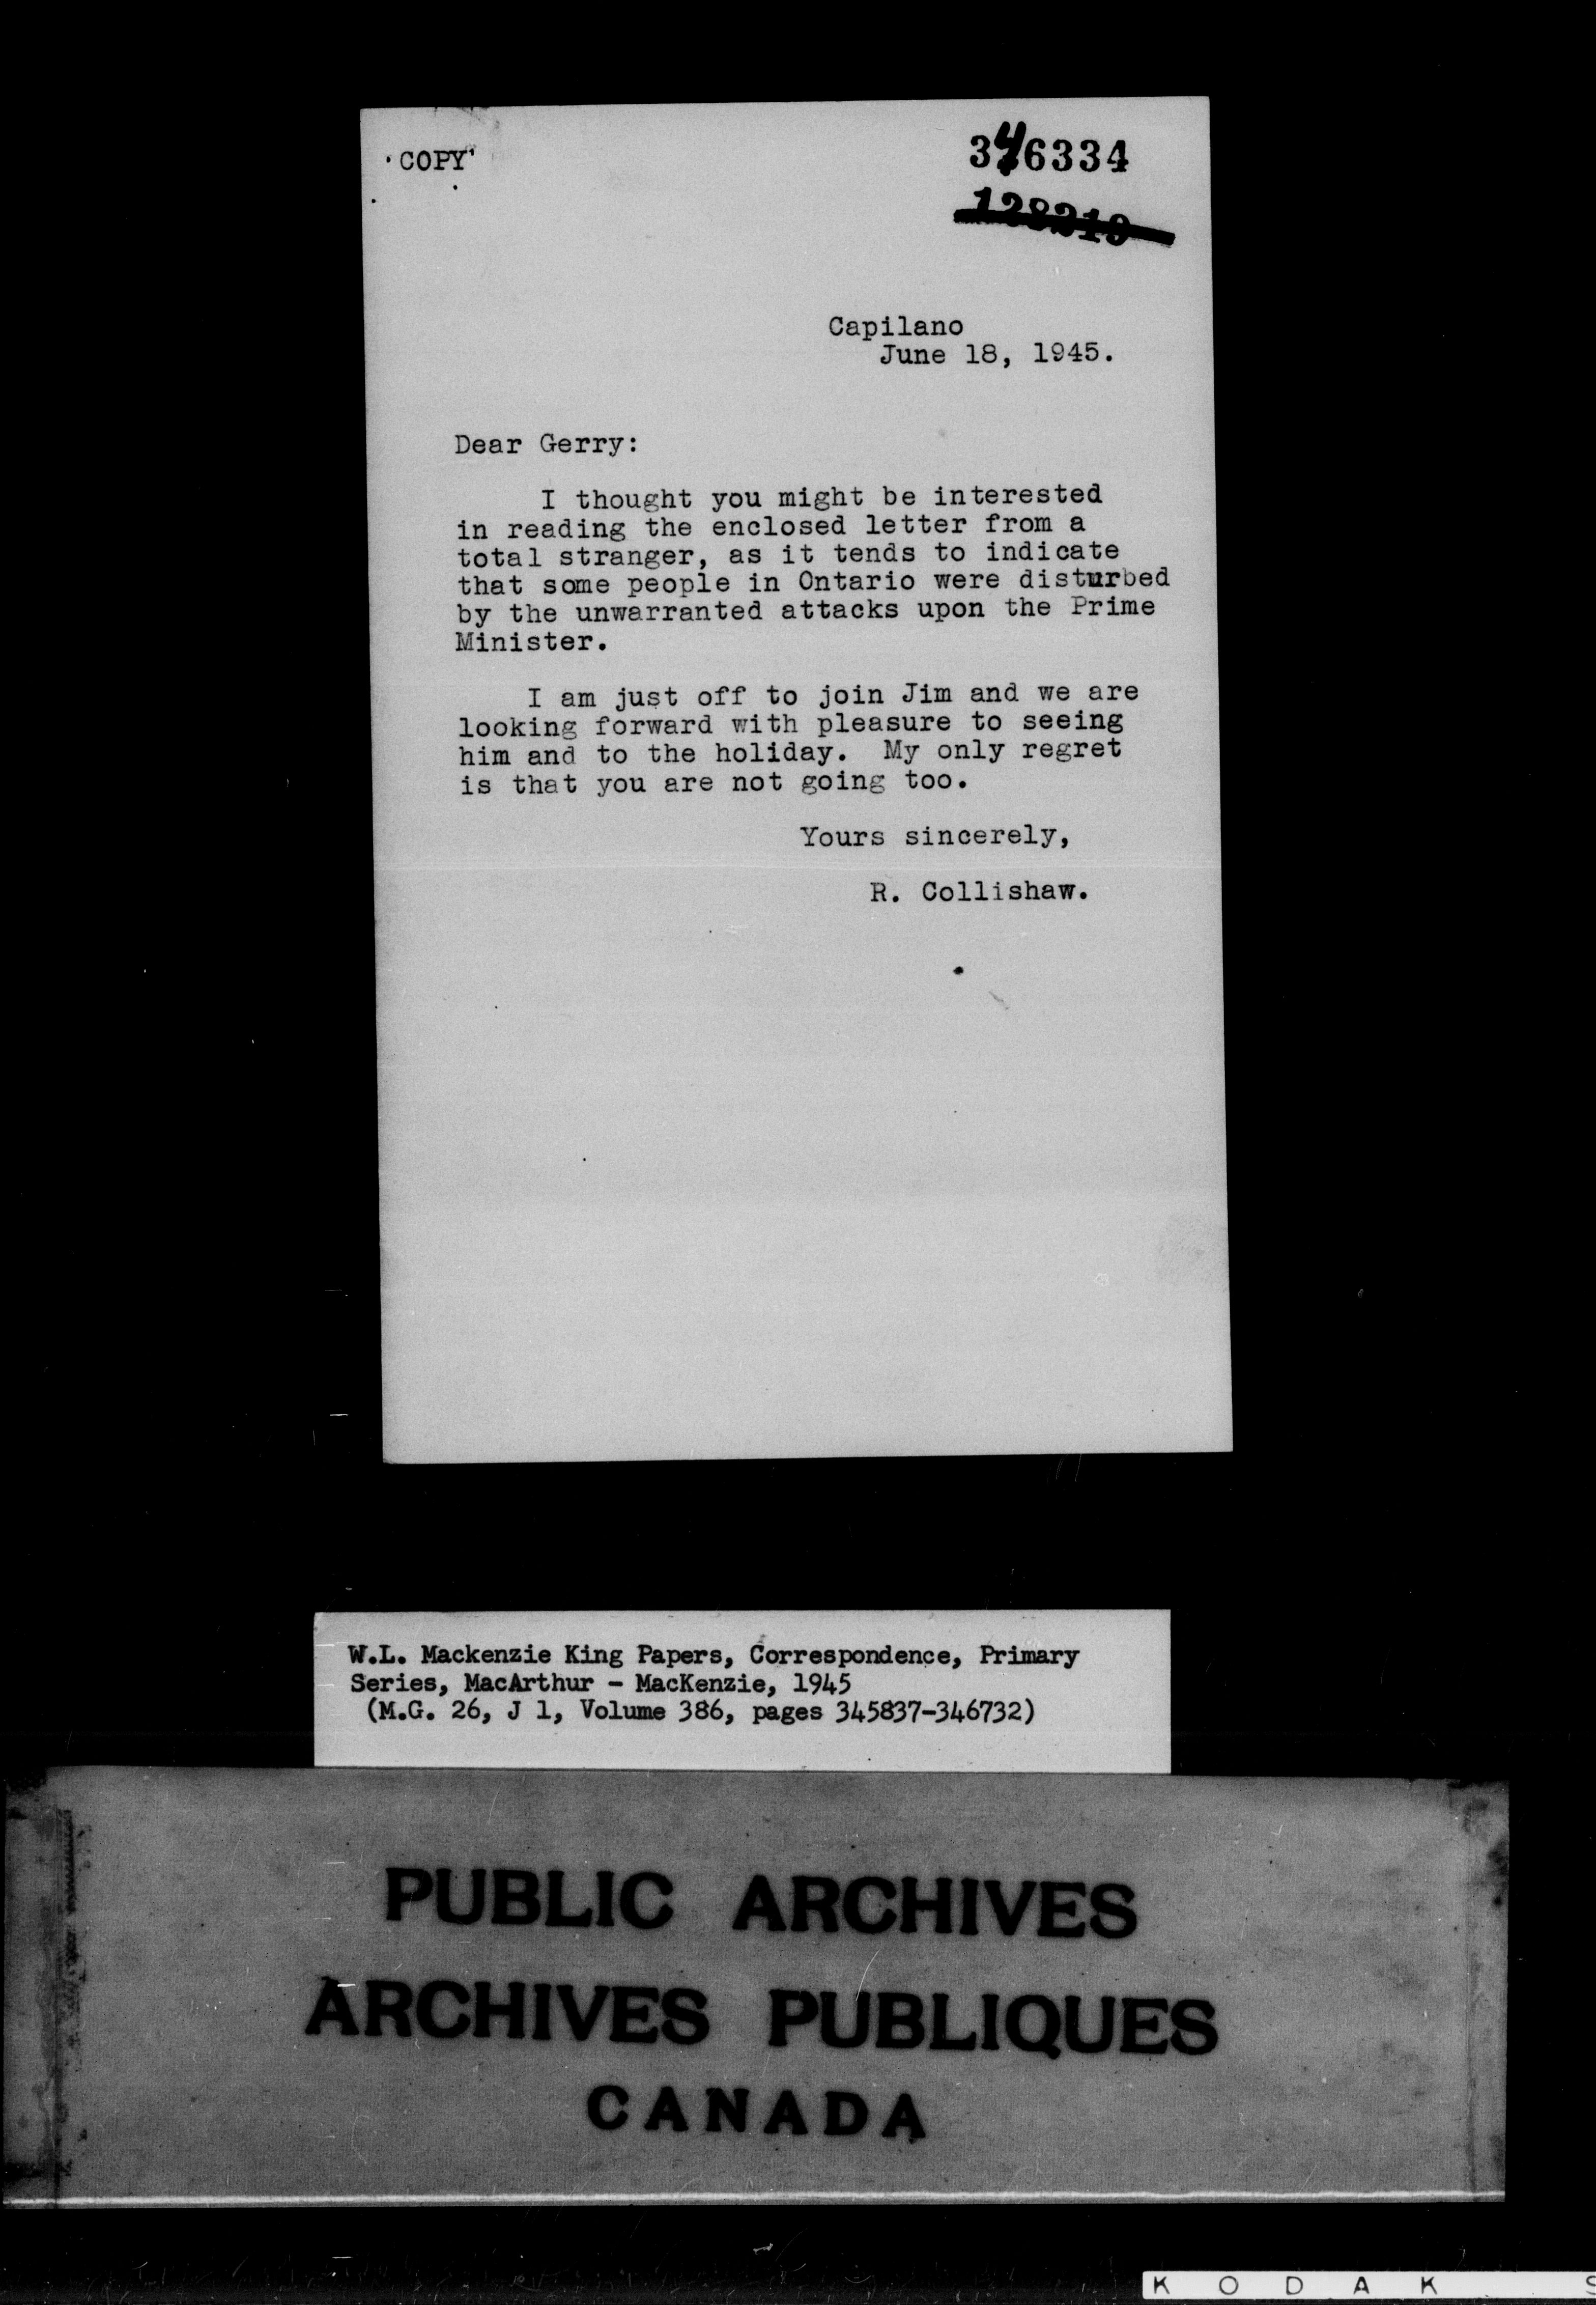 COPY
346334
128219
Capilano
June 18, 1945.
Dear Gerry:
I thought you might be interested
in reading the enclosed letter from a
total stranger, as it tends to indicate
that some people in Ontario were disturbed
by the unwarranted attacks upon the Prime
Minister.
I am just off to join Jim and we are
looking forward with pleasure to seeing
him and to the holiday. My only regret
is that you are not going too.
Yours sincerely,
R. Collishaw.
W.L. Mackenzie King Papers, Correspondence, Primary
Series, MacArthur - MacKenzie, 1945
(M.G. 26, J 1, Volume 386, pages 345837-346732)
PUBLIC ARCHIVES
ARCHIVES PUBLIQUES
CANADA
KODAK S